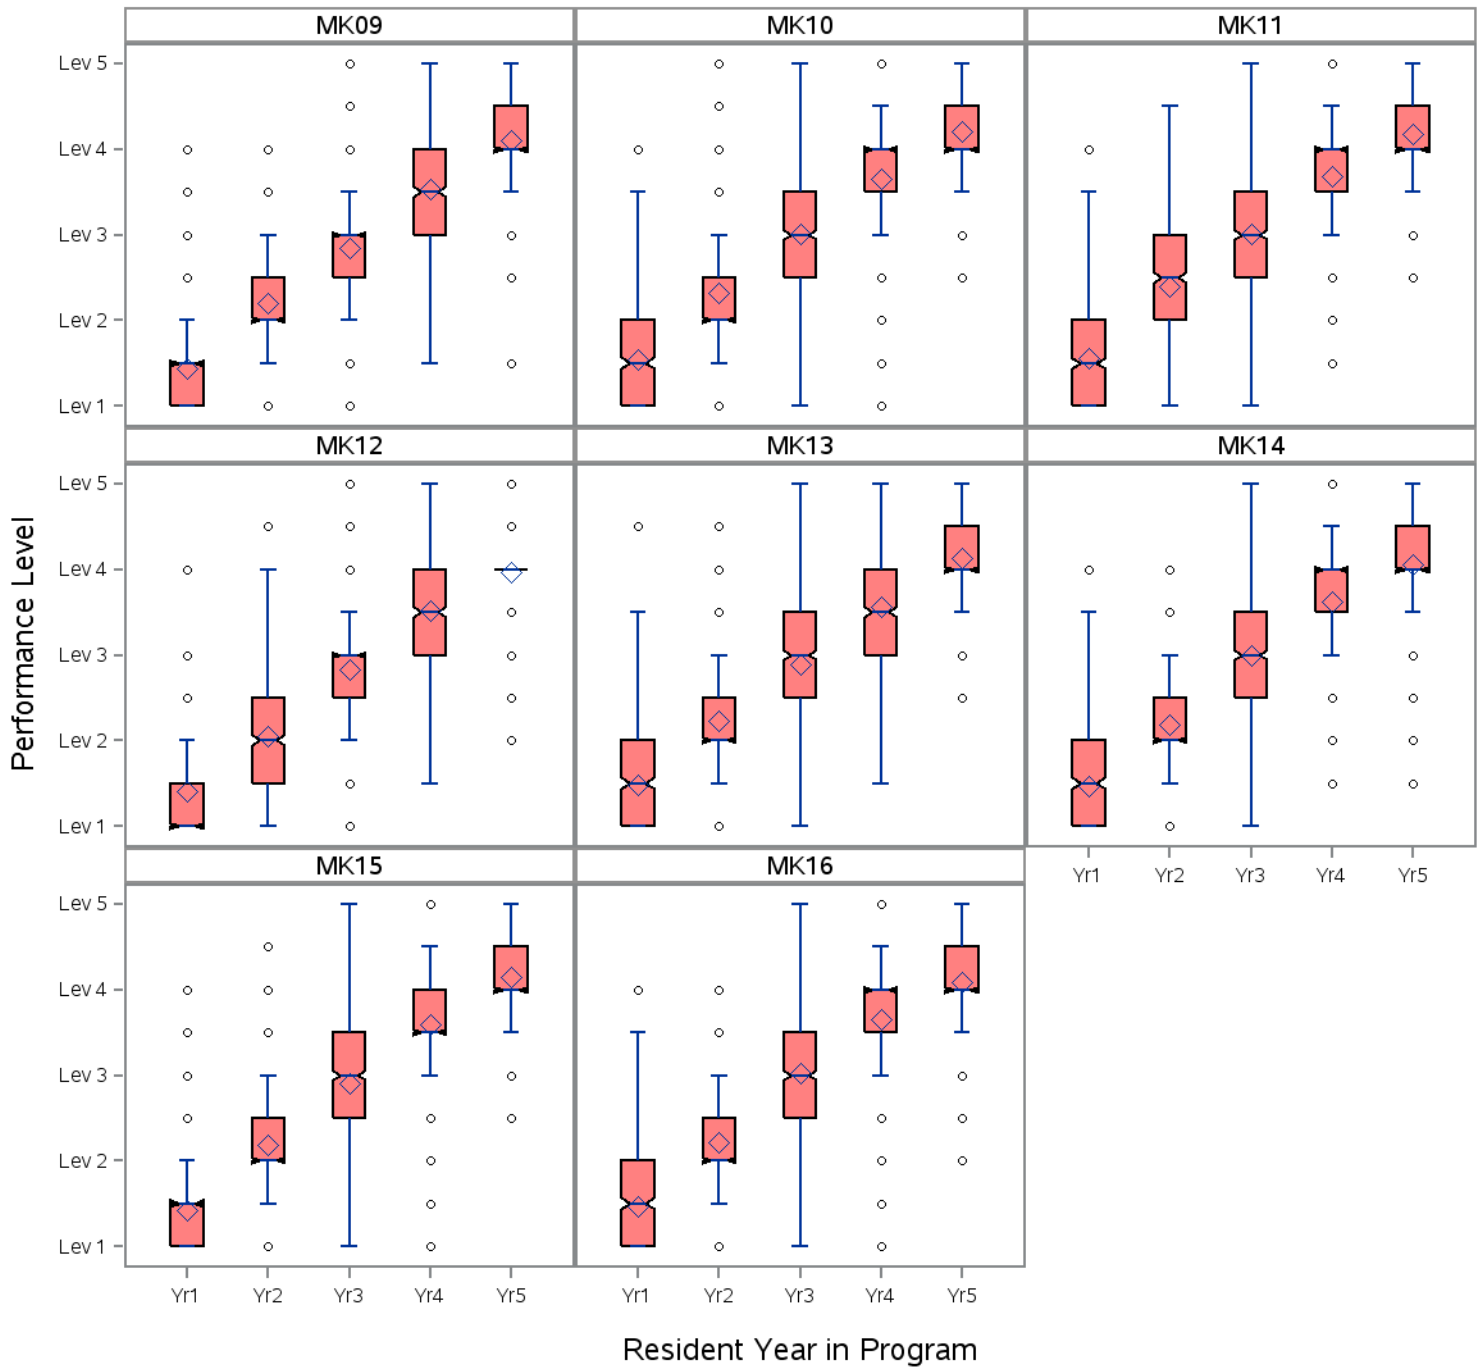 MK09 MK10 MK11
Lev 5
Lev 4
Lev 3
Lev 2
Lev 1
MK12 MK13 MK14
Lev 5
Lev 4
Lev 3
Lev 2
Lev 1
Yr1 Yr2 Yr3 Yr4 Yr5
MK15 MK16
Lev 5
Lev 4
Lev 3
Lev 2
Lev 1
Yr1 Yr2 Yr3 Yr4 Yr5 Yr1 Yr2 Yr3 Yr4 Yr5
Performance Level
Resident Year in Program